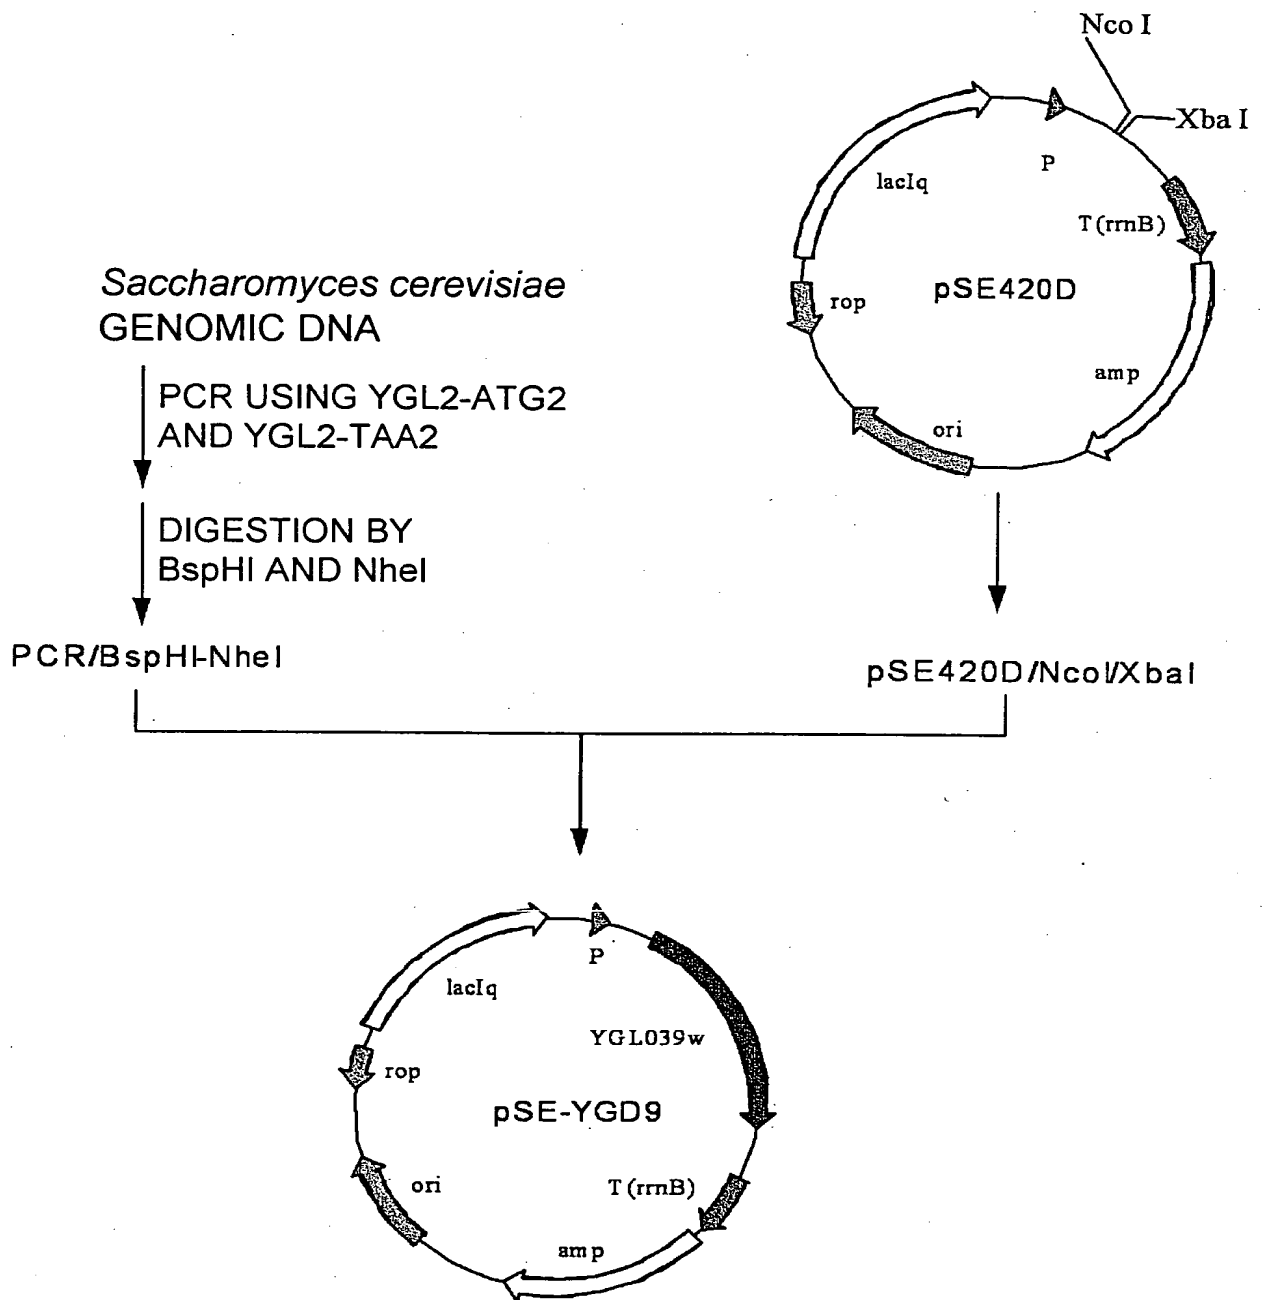 Nco I
Xba I
P
lacIq
T(rrnB)
pSE420D
rop
amp
ori
Saccharomyces cerevisiae
GENOMIC DNA
PCR USING YGL2-ATG2
AND YGL2-TAA2
DIGESTION BY
BspHI AND NheI
PCR/BspHI-NheI
pSE420D/NcoI/XbaI
P
lacIq
YGL039w
rop
pSE-YGD9
ori
T(rrnB)
amp